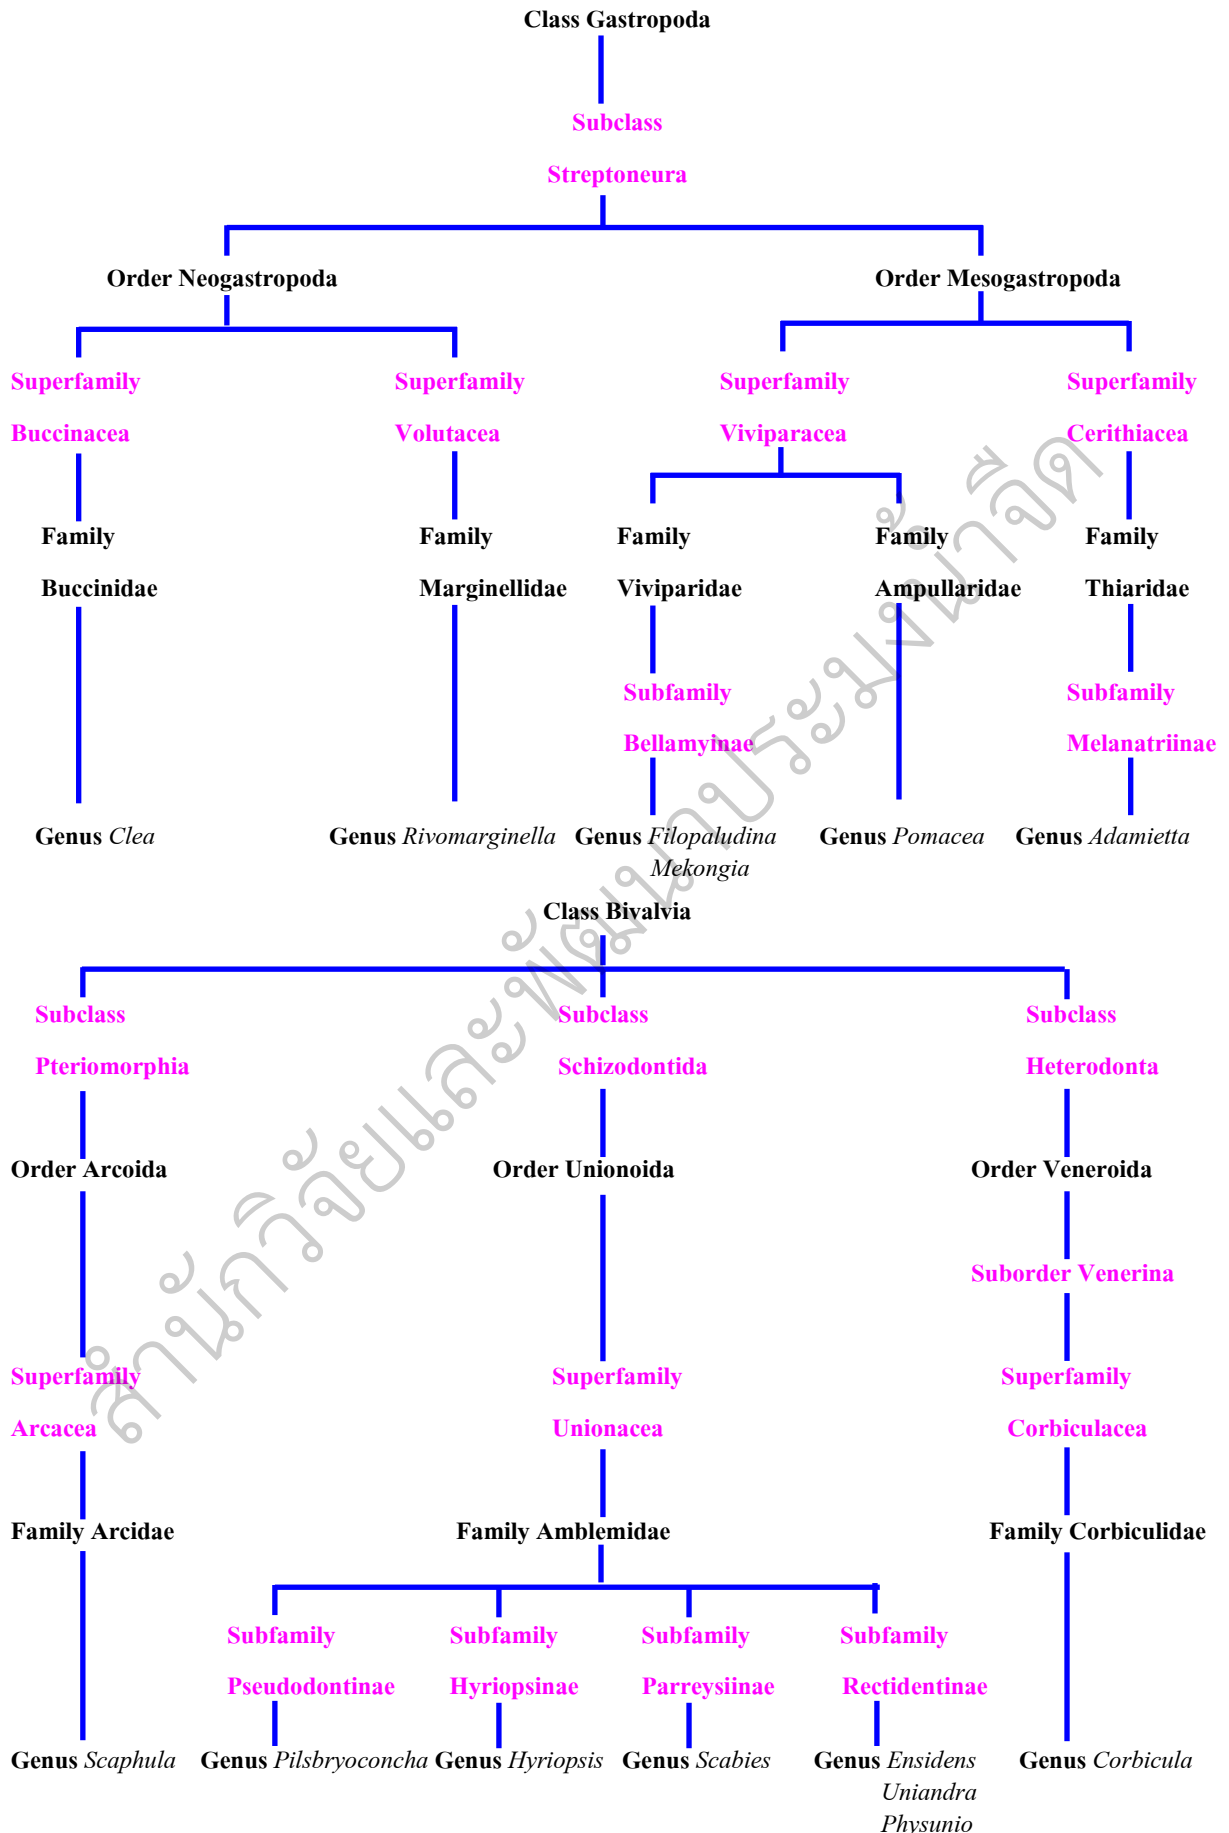 Class Gastropoda
Subclass
Streptoneura
Order Neogastropoda Order Mesogastropoda
Superfamily Superfamily Superfamily Superfamily
Buccinacea Volutacea Viviparacea Cerithiacea
Family Family Family Family Family
Buccinidae Marginellidae Viviparidae Ampullaridae Thiaridae
Subfamily Subfamily
Bellamyinae Melanatriinae
Genus Clea Genus Rivomarginella Genus Filopaludina Genus Pomacea Genus Adamietta
Mekongia
Class Bivalvia
Subclass Subclass Subclass
Pteriomorphia Schizodontida Heterodonta
Order Arcoida Order Unionoida Order Veneroida
Suborder Venerina
Superfamily Superfamily Superfamily
Arcacea Unionacea Corbiculacea
Family Arcidae Family Amblemidae Family Corbiculidae
Subfamily Subfamily Subfamily Subfamily
Pseudodontinae Hyriopsinae Parreysiinae Rectidentinae
Genus Scaphula Genus Pilsbryoconcha Genus Hyriopsis Genus Scabies Genus Ensidens Genus Corbicula
Uniandra
Physunio
สำนักวิจัยและพัฒนาประมงน้ำจืด